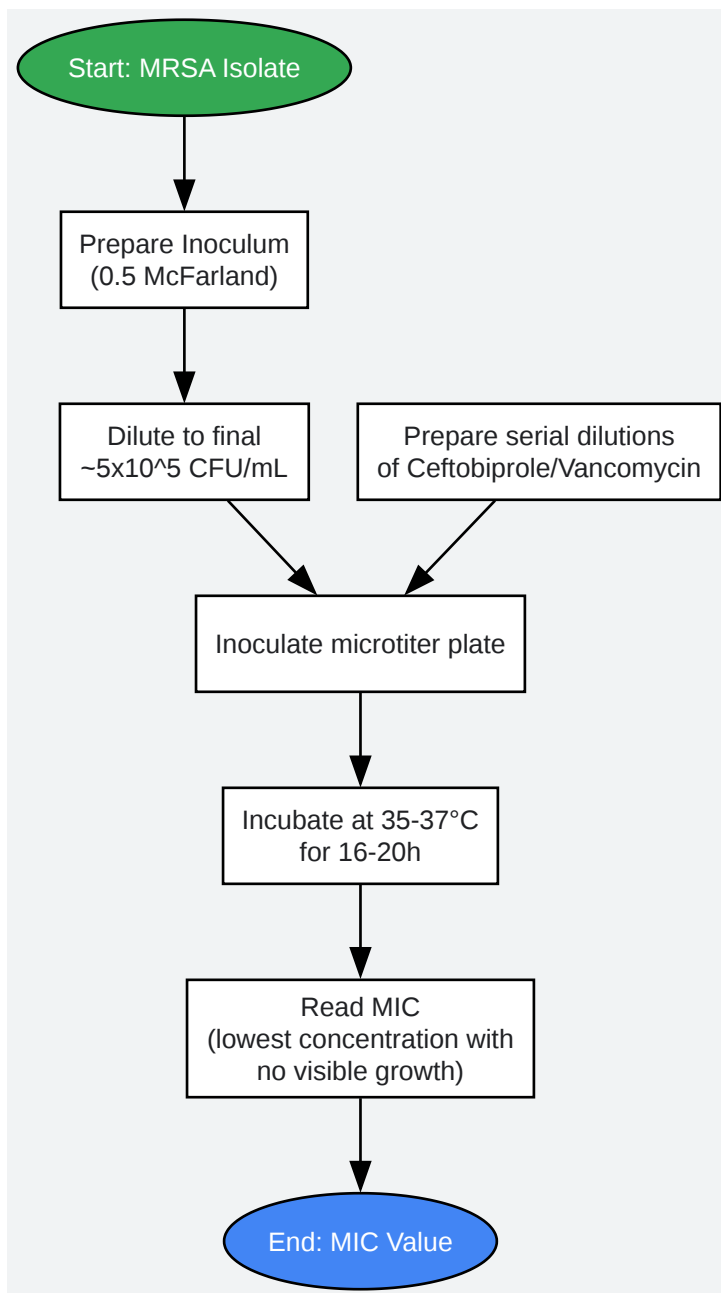 Start: MRSA Isolate
Prepare Inoculum
(0.5 McFarland)
Dilute to final
~5x10^5 CFU/mL
Prepare serial dilutions
of Ceftobiprole/Vancomycin
Inoculate microtiter plate
Incubate at 35-37°C
for 16-20h
Read MIC
(lowest concentration with
no visible growth)
End: MIC Value